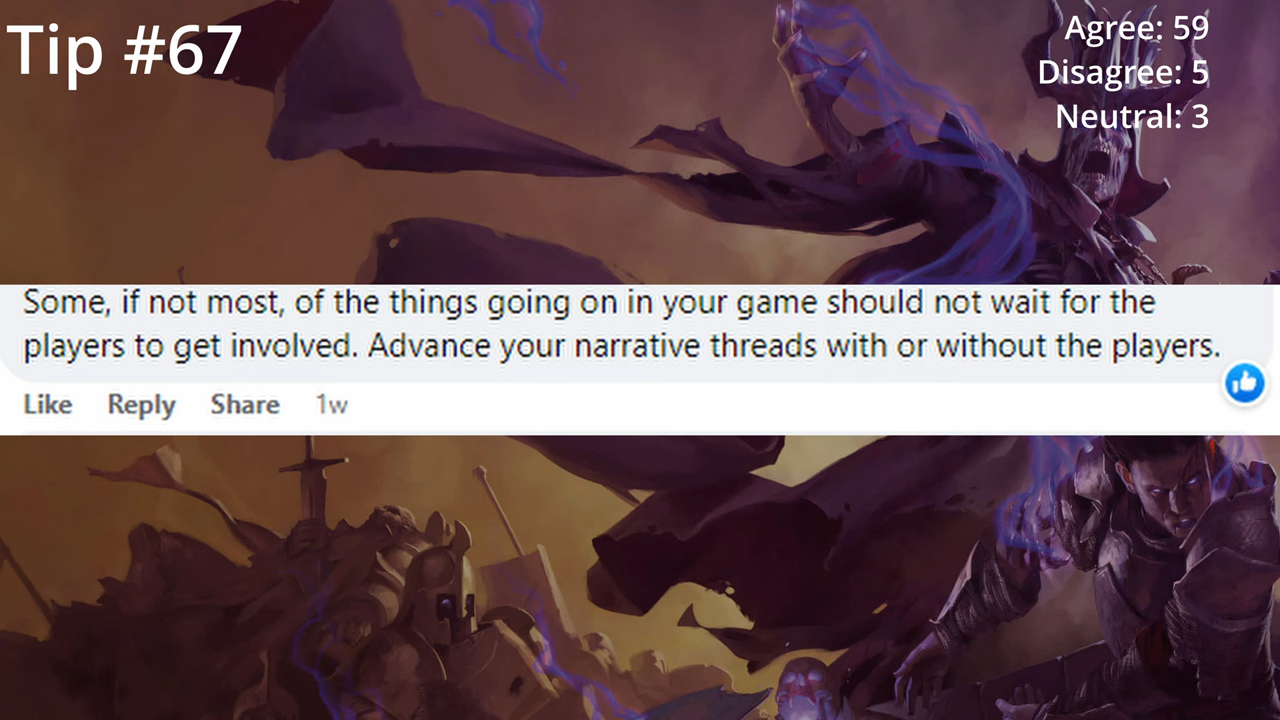 Tip #67
Agree: 59
Disagree: 5
Neutral: 3
Some, if not most, of the things going on in your game should not wait for the
players to get involved. Advance your narrative threads with or without the players.
Like Reply Share 1w